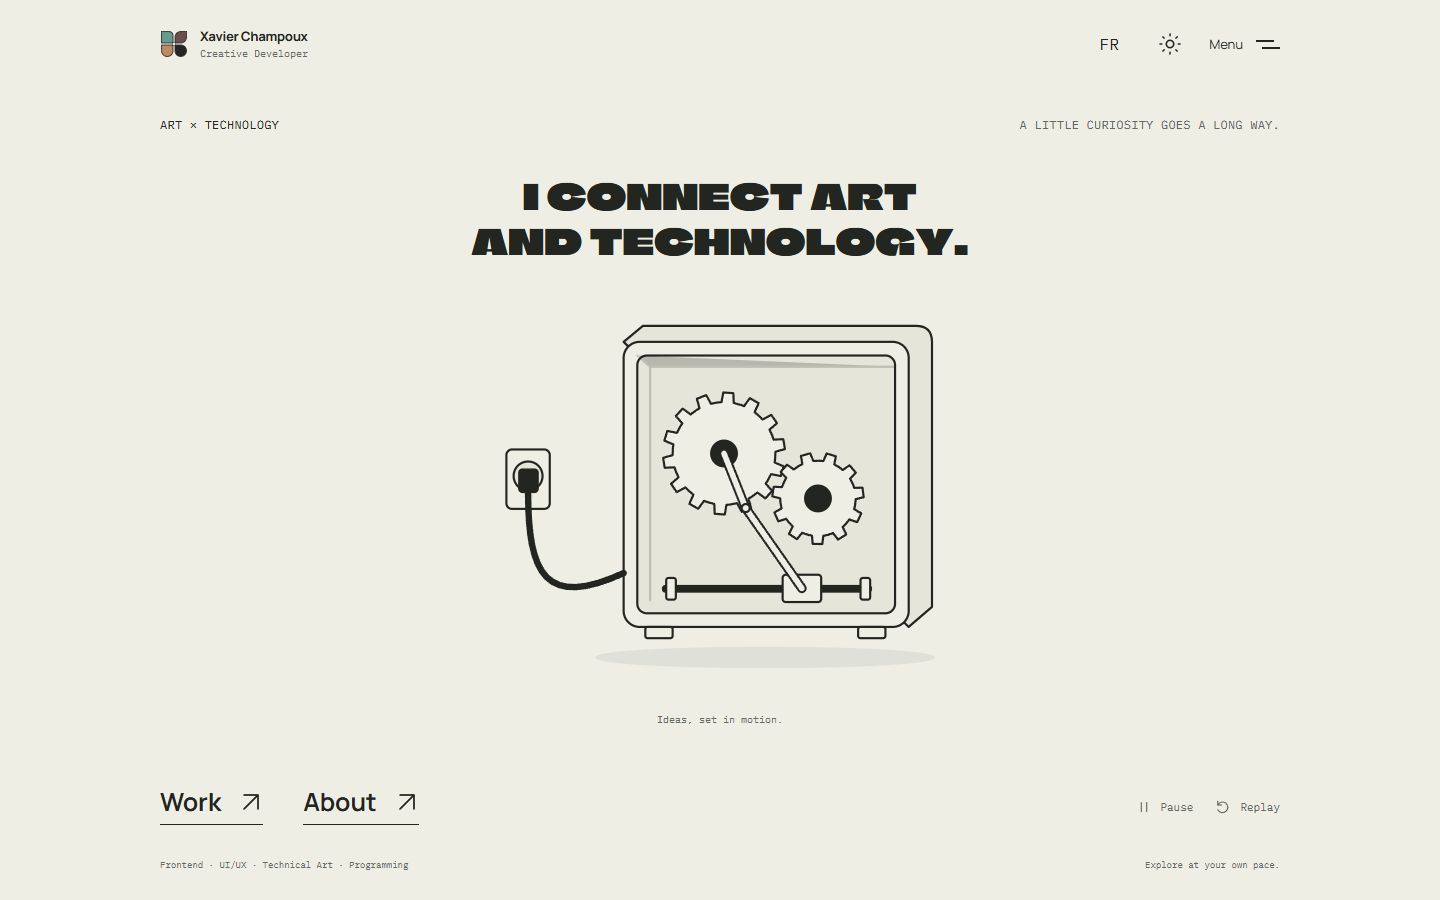 Xavier Champoux
Creative Developer
FR
Menu
ART × TECHNOLOGY
A LITTLE CURIOSITY GOES A LONG WAY.
I CONNECT ART
AND TECHNOLOGY.
Ideas, set in motion.
Work
About
Pause
Replay
Frontend · UI/UX · Technical Art · Programming
Explore at your own pace.